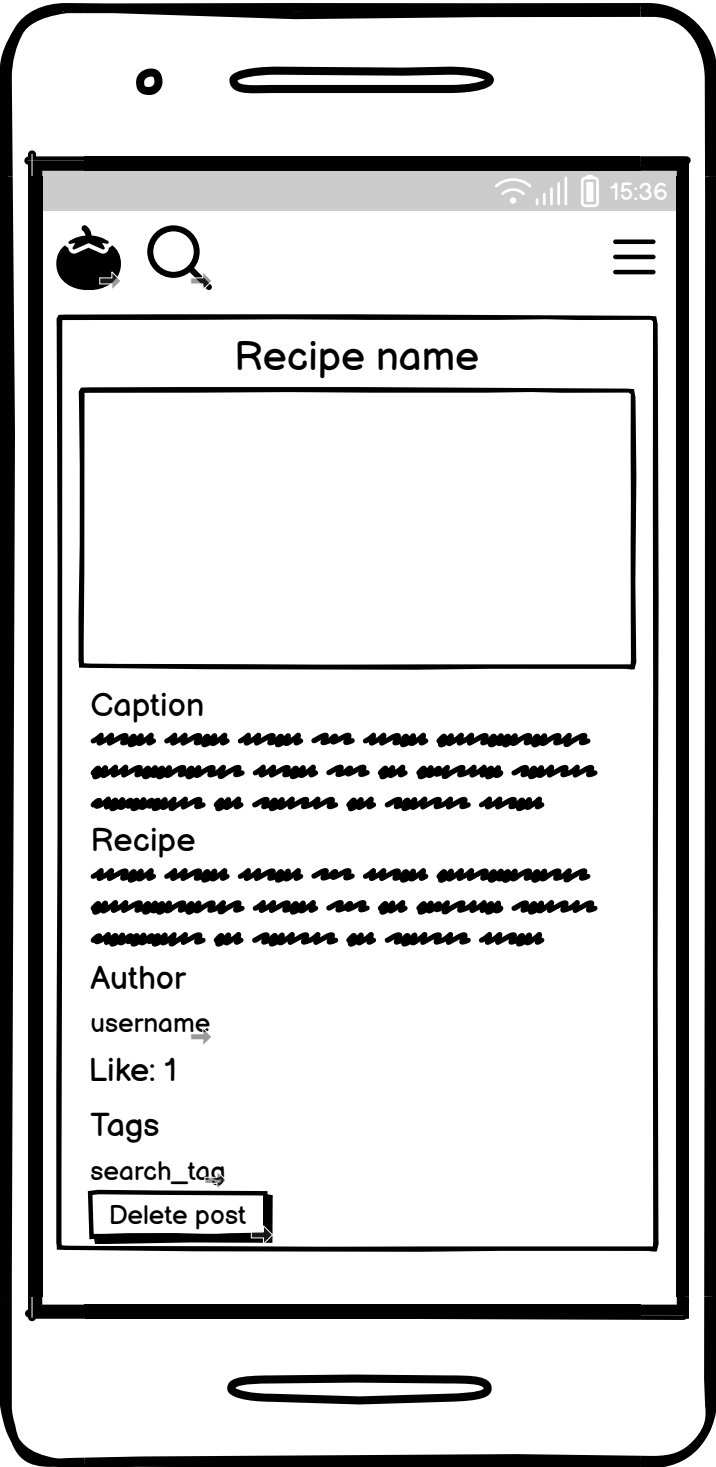 15:36
Recipe name
Caption
Recipe
Author
username
Like: 1
Tags
search_tag
Delete post